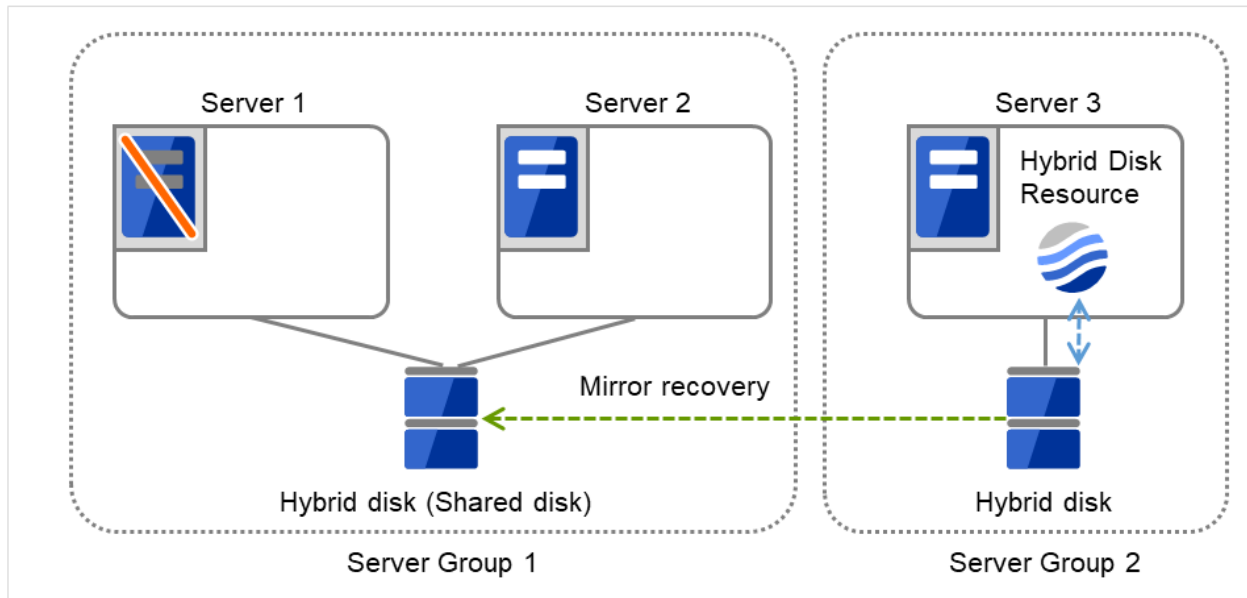 Server 1
Server 2
Server 3
Hybrid Disk
Resource
Mirror recovery
Hybrid disk (Shared disk)
Hybrid disk
Server Group 1
Server Group 2